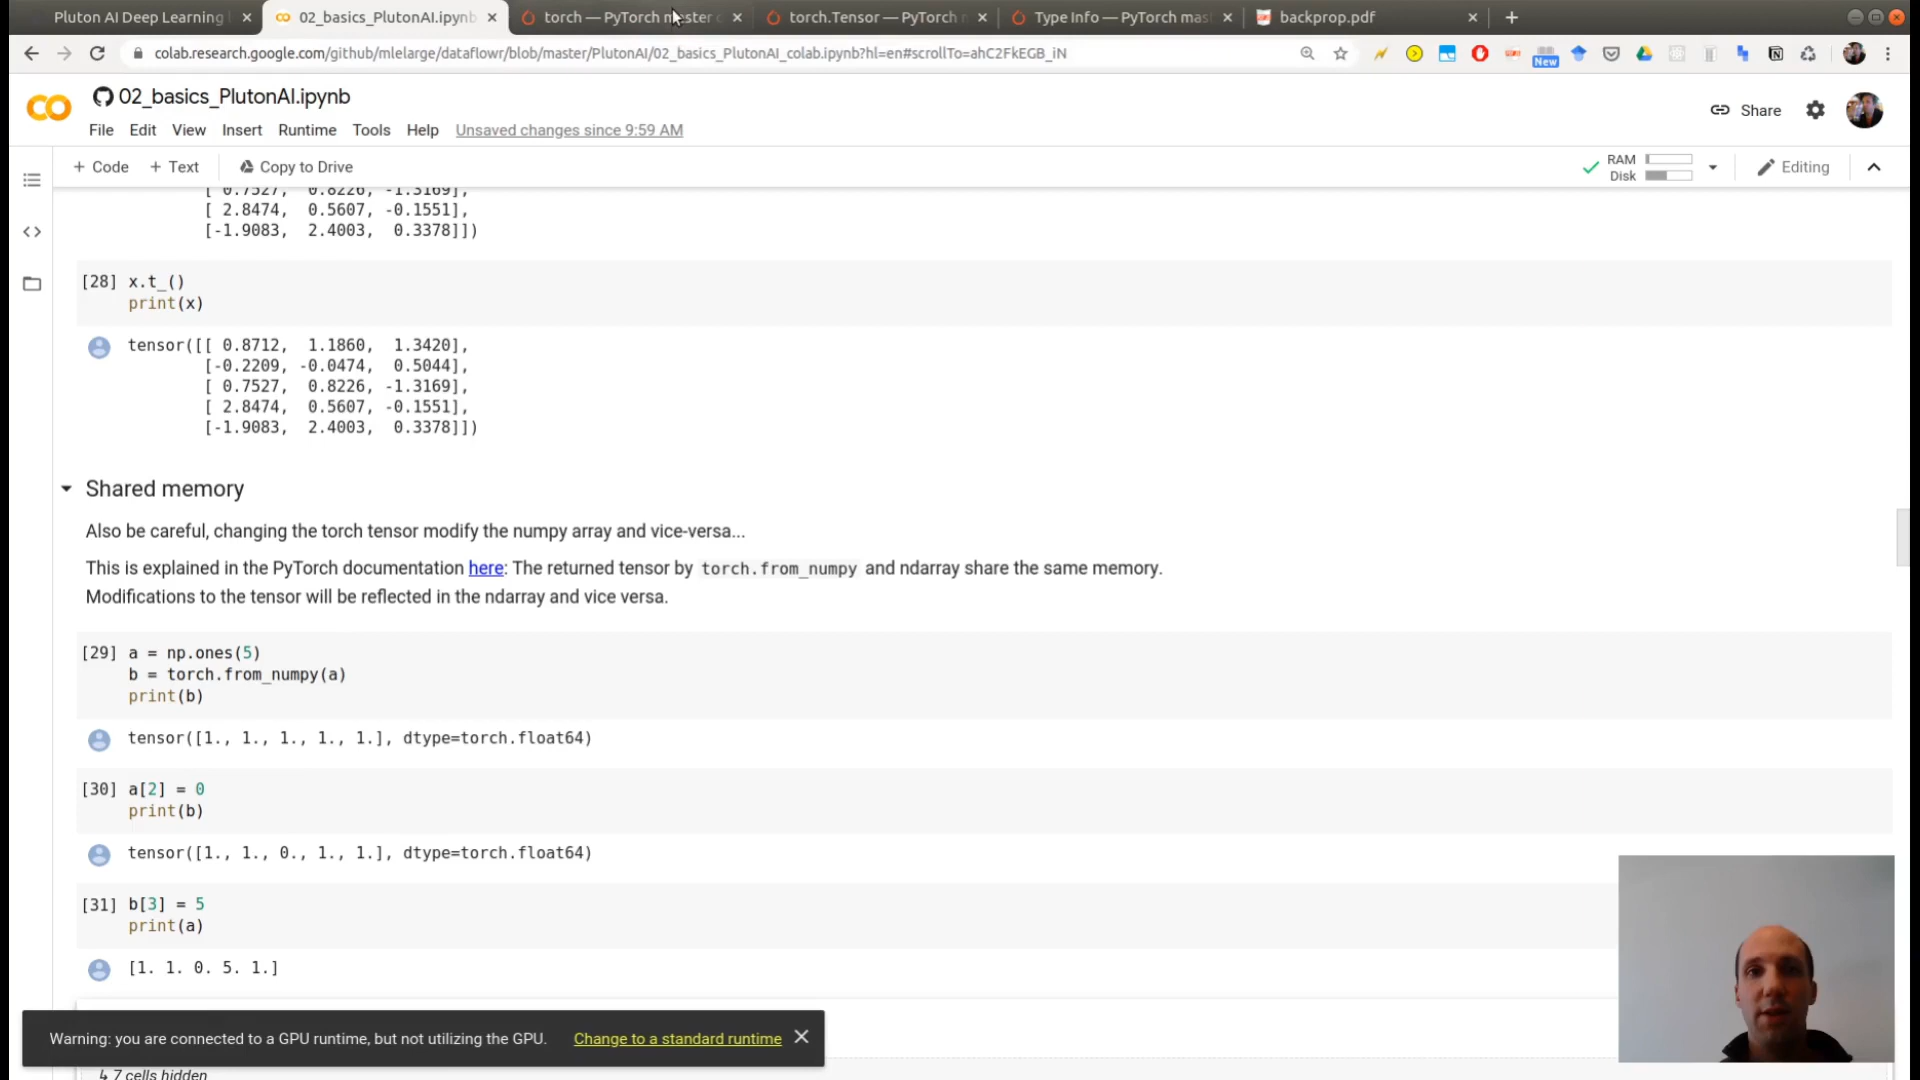 Pluton AI Deep Learning
02_basics_PlutonAI.ipynb
torch — PyTorch master
torch.Tensor — PyTorch
Type Info — PyTorch mas
backprop.pdf
colab.research.google.com/github/mlelarge/dataflowr/blob/master/PlutonAI/02_basics_PlutonAI_colab.ipynb?hl=en#scrollTo=ahC2FkEGB_iN
New
02_basics_PlutonAI.ipynb
Share
File Edit View Insert Runtime Tools Help Unsaved changes since 9:59 AM
+ Code + Text Copy to Drive
RAM
Disk
Editing
[ 0.7527, 0.8226, -1.3169],
[ 2.8474, 0.5607, -0.1551],
[-1.9083, 2.4003, 0.3378]])
[28] x.t_()
print(x)
tensor([[ 0.8712, 1.1860, 1.3420],
[-0.2209, -0.0474, 0.5044],
[ 0.7527, 0.8226, -1.3169],
[ 2.8474, 0.5607, -0.1551],
[-1.9083, 2.4003, 0.3378]])
Shared memory
Also be careful, changing the torch tensor modify the numpy array and vice-versa...
This is explained in the PyTorch documentation here: The returned tensor by torch.from_numpy and ndarray share the same memory.
Modifications to the tensor will be reflected in the ndarray and vice versa.
[29] a = np.ones(5)
b = torch.from_numpy(a)
print(b)
tensor([1., 1., 1., 1., 1.], dtype=torch.float64)
[30] a[2] = 0
print(b)
tensor([1., 1., 0., 1., 1.], dtype=torch.float64)
[31] b[3] = 5
print(a)
[1. 1. 0. 5. 1.]
Warning: you are connected to a GPU runtime, but not utilizing the GPU. Change to a standard runtime
↳ 7 cells hidden